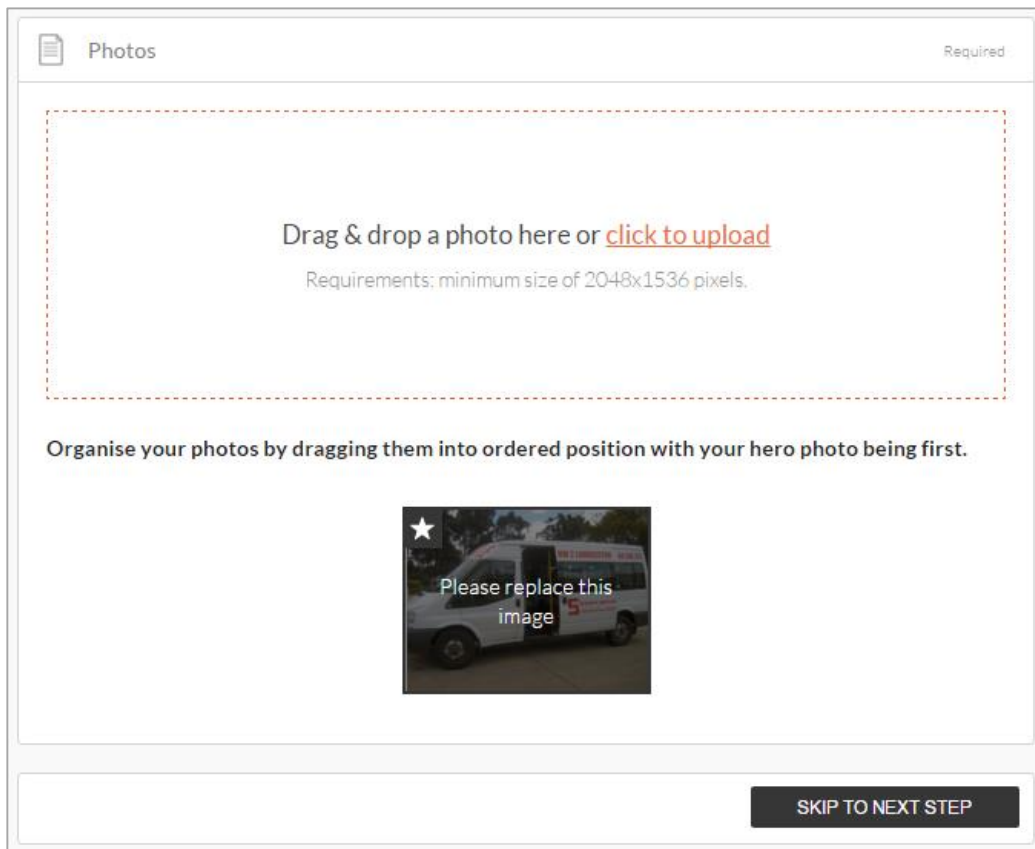 Photos
Required
Drag & drop a photo here or click to upload
Requirements: minimum size of 2048x1536 pixels.
Organise your photos by dragging them into ordered position with your hero photo being first.
Please replace this
image
SKIP TO NEXT STEP